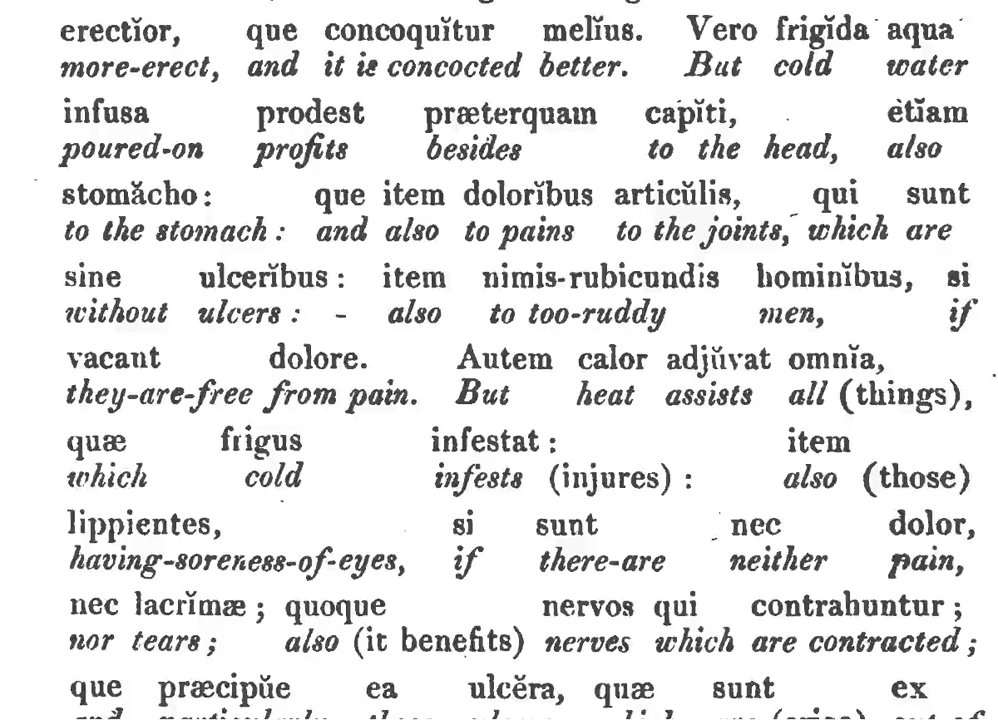 erectĭor, que concoquĭtur melĭus. Vero frigĭda aqua
more-erect, and it is concocted better. But cold water
infusa prodest præterquam capĭti, etĭam
poured-on profits besides to the head, also
stomăcho: que item dolorĭbus articŭlis, qui sunt
to the stomach: and also to pains to the joints, which are
sine ulcerĭbus: item nimis-rubicundis hominĭbus, si
without ulcers: - also to too-ruddy men, if
vacant dolore. Autem calor adjŭvat omnĭa,
they-are-free from pain. But heat assists all (things),
quæ frigus infestat: item
which cold infests (injures): also (those)
lippientes, si sunt nec dolor,
having-soreness-of-eyes, if there-are neither pain,
nec lacrĭmæ; quoque nervos qui contrahuntur;
nor tears; also (it benefits) nerves which are contracted;
que præcipŭe ea ulcĕra, quæ sunt ex